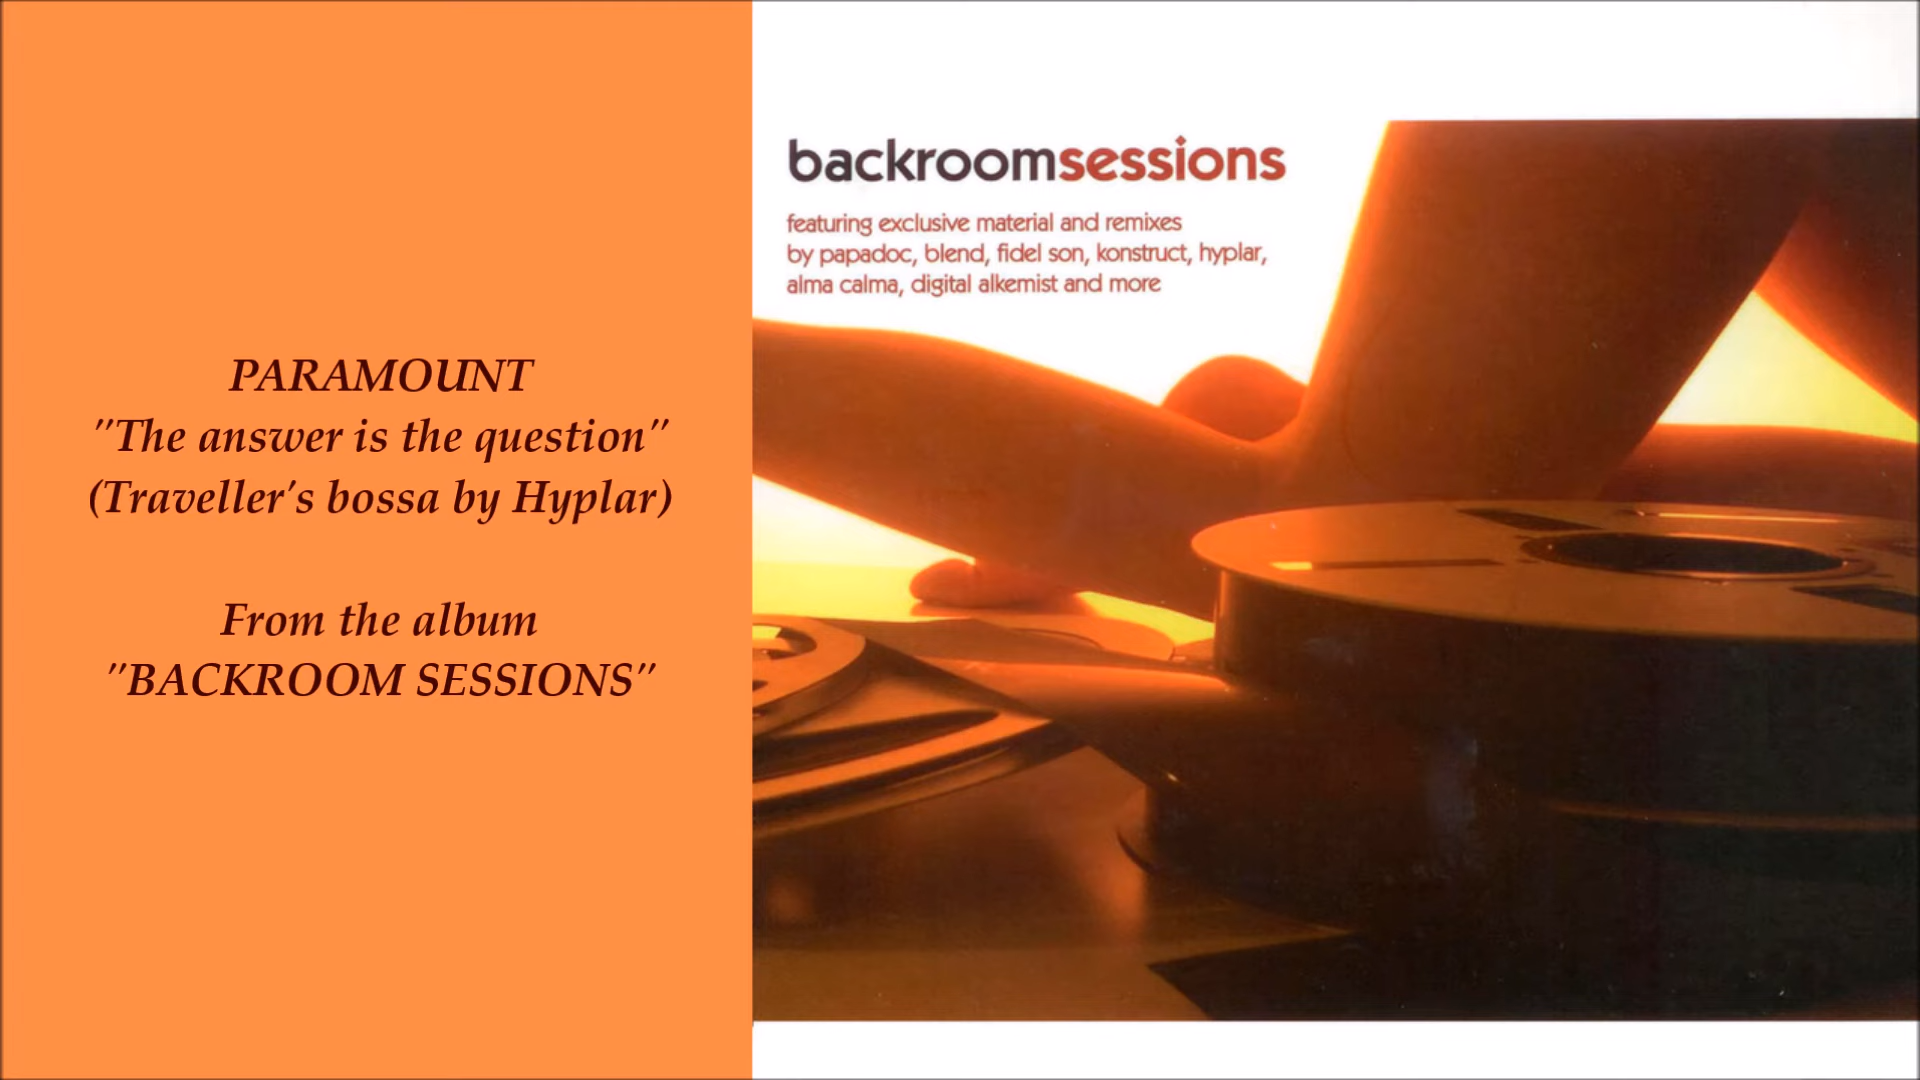 PARAMOUNT
"The answer is the question"
(Traveller's bossa by Hyplar)
From the album
"BACKROOM SESSIONS"
backroomsessions
featuring exclusive material and remixes
by papadoc, blend, fidel son, konstruct, hyplar,
alma calma, digital alkemist and more